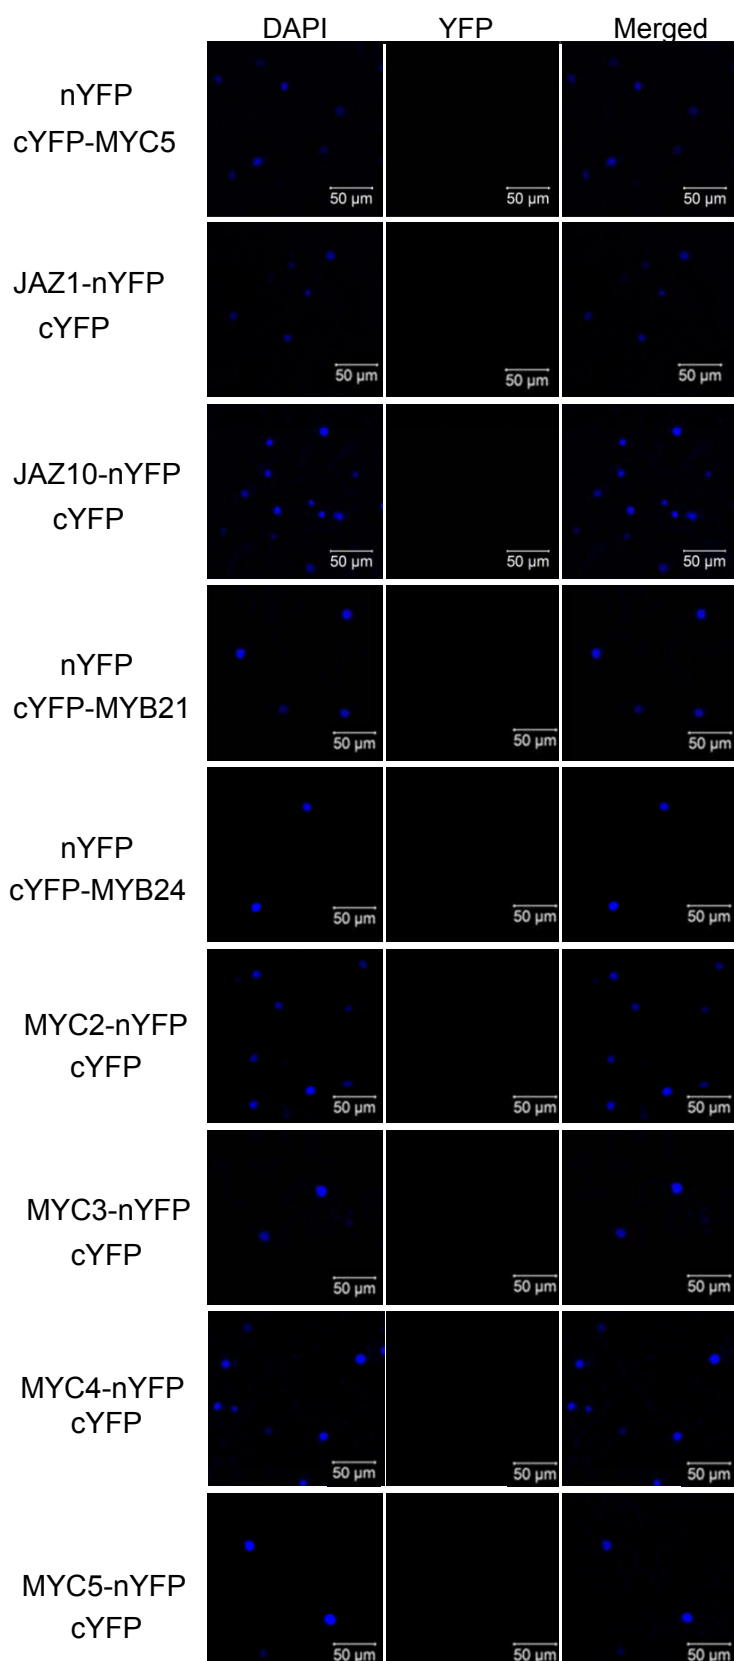 DAPI YFP Merged
nYFP
cYFP-MYC5
50 µm 50 µm 50 µm
JAZ1-nYFP
cYFP
50 µm 50 µm 50 µm
JAZ10-nYFP
cYFP
50 µm 50 µm 50 µm
nYFP
cYFP-MYB21
50 µm 50 µm 50 µm
nYFP
cYFP-MYB24
50 µm 50 µm 50 µm
MYC2-nYFP
cYFP
50 µm 50 µm 50 µm
MYC3-nYFP
cYFP
50 µm 50 µm 50 µm
MYC4-nYFP
cYFP
50 µm 50 µm 50 µm
MYC5-nYFP
cYFP
50 µm 50 µm 50 µm